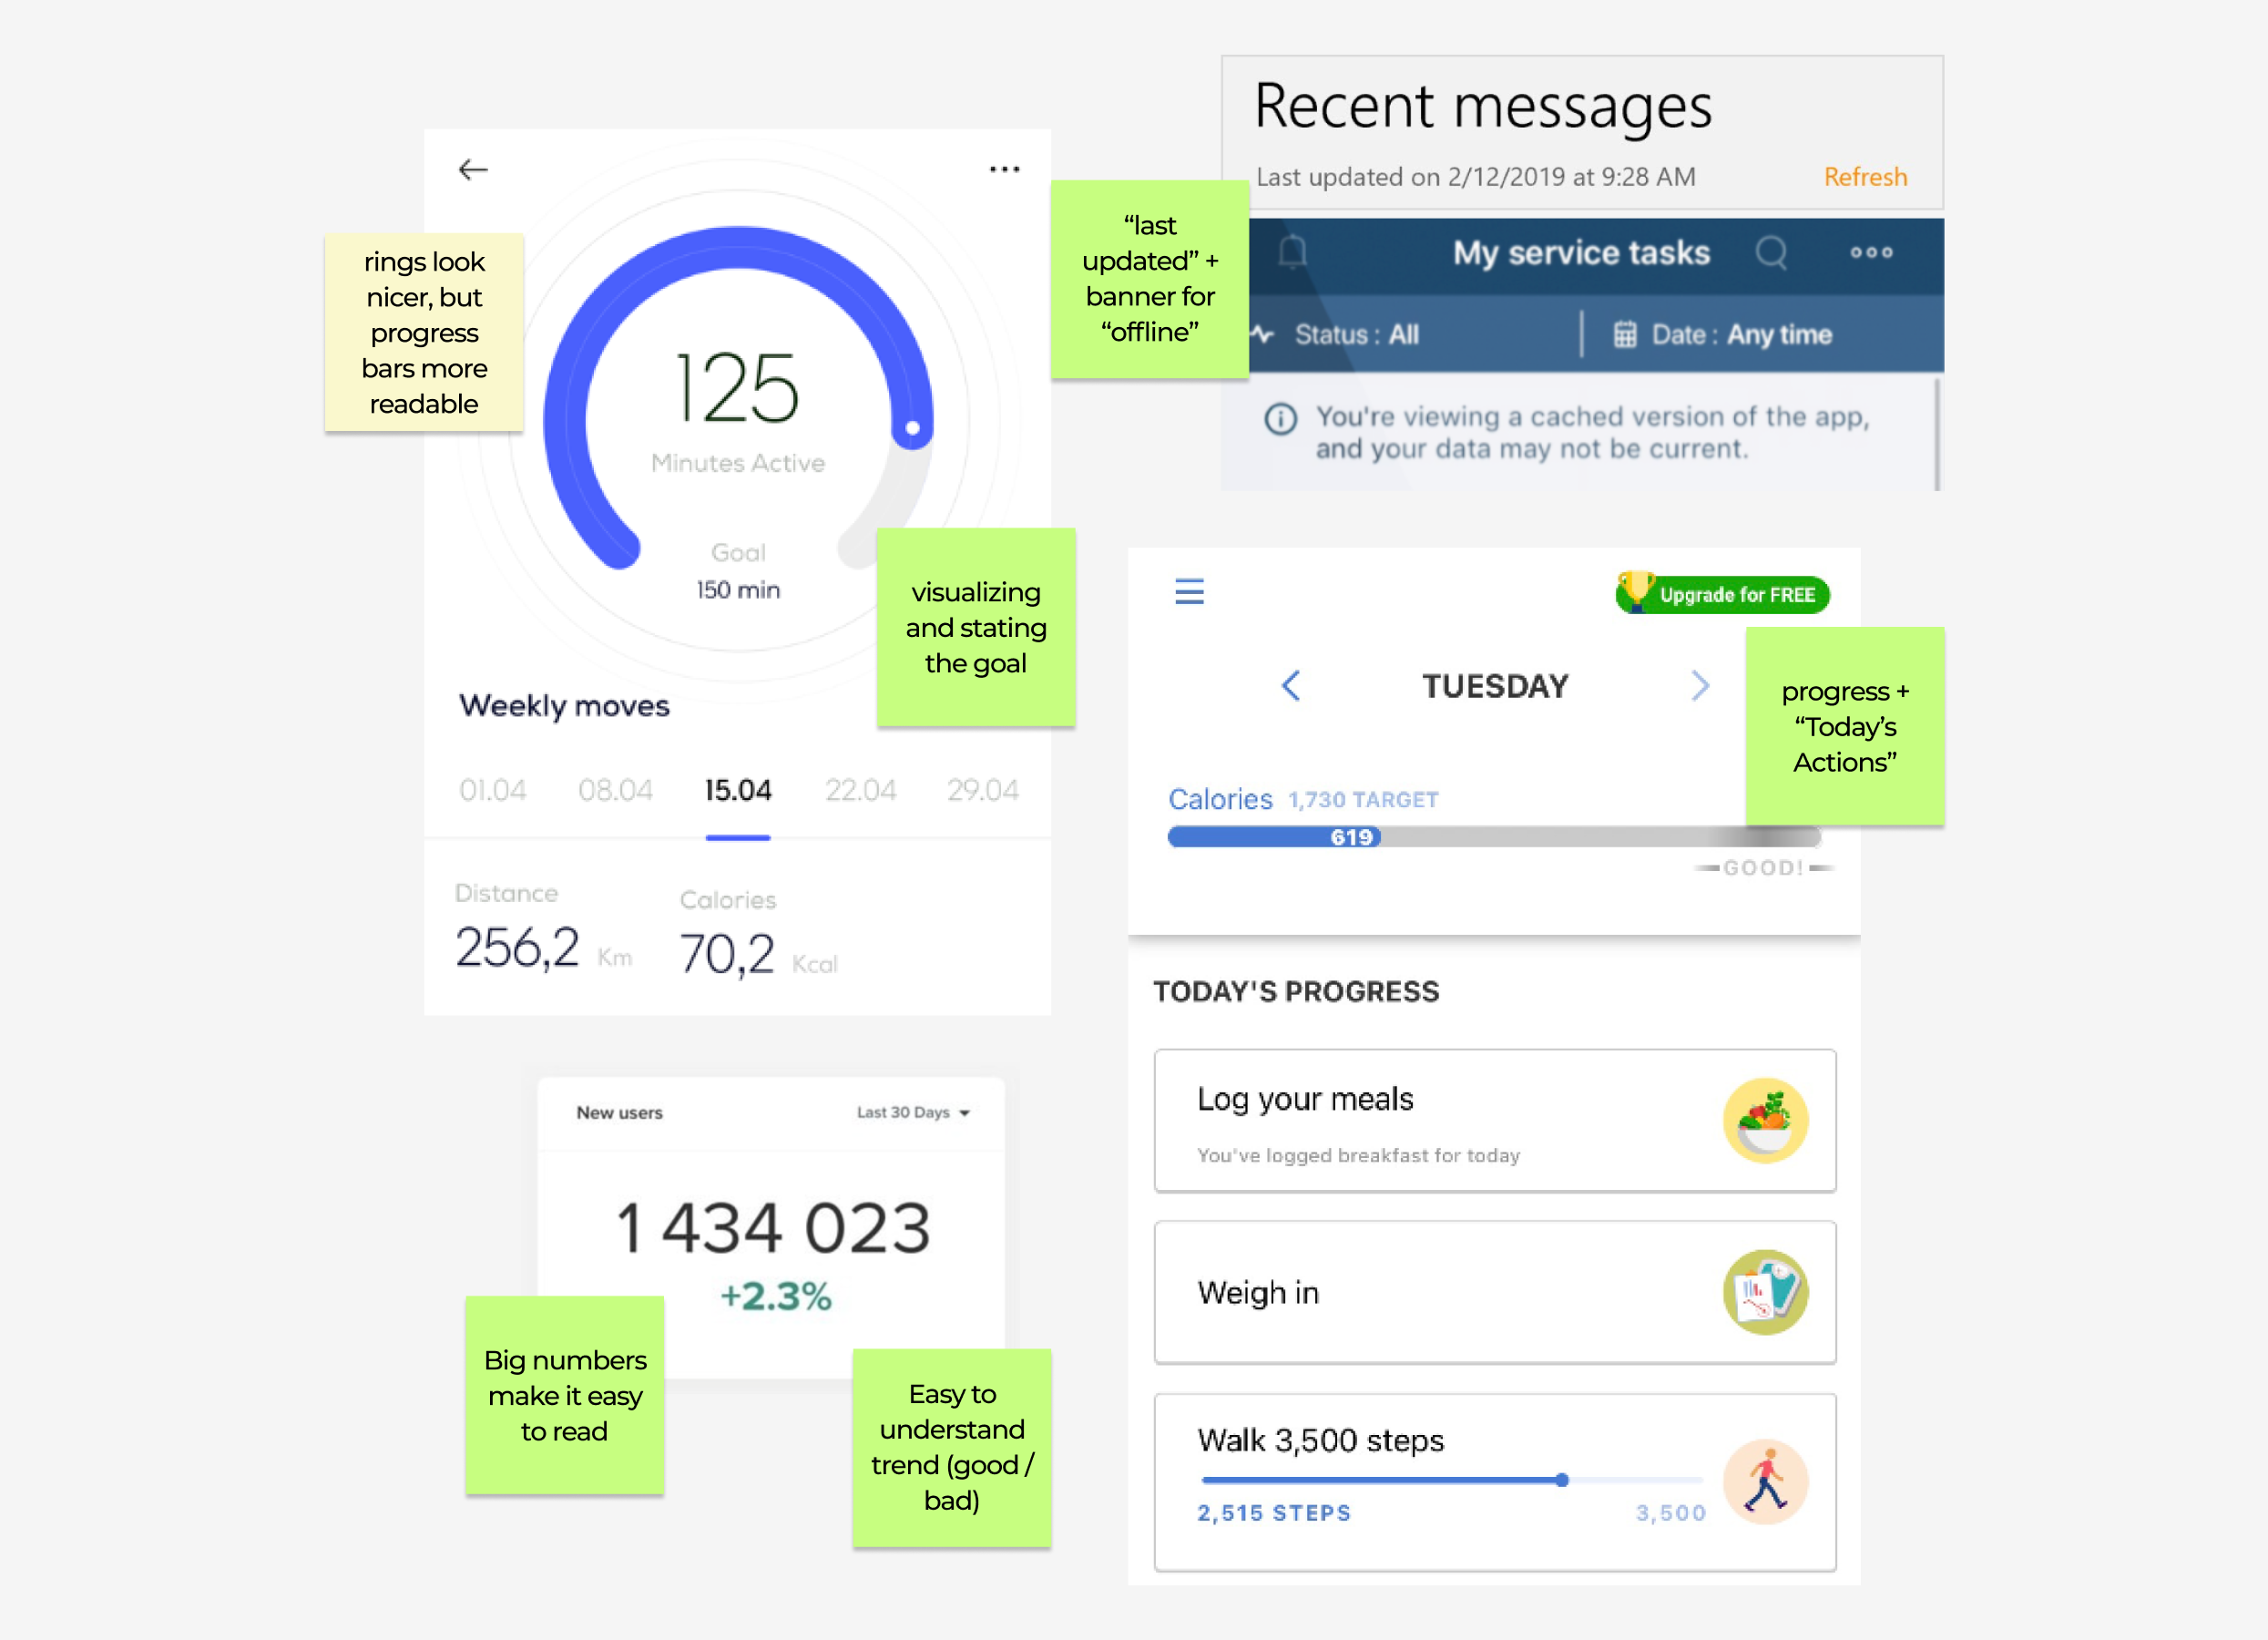 Recent messages
Last updated on 2/12/2019 at 9:28 AM
Refresh
“last
updated” +
banner for
“offline”
My service tasks
Status : All
Date : Any time
You're viewing a cached version of the app,
and your data may not be current.
rings look
nicer, but
progress
bars more
readable
125
Minutes Active
Goal
150 min
visualizing
and stating
the goal
Weekly moves
01.04 08.04 15.04 22.04 29.04
Distance
256,2 Km
Calories
70,2 Kcal
New users
Last 30 Days
1 434 023
+2.3%
Big numbers
make it easy
to read
Easy to
understand
trend (good /
bad)
Upgrade for FREE
TUESDAY
progress +
“Today’s
Actions”
Calories 1,730 TARGET
619
GOOD!
TODAY'S PROGRESS
Log your meals
You've logged breakfast for today
Weigh in
Walk 3,500 steps
2,515 STEPS
3,500